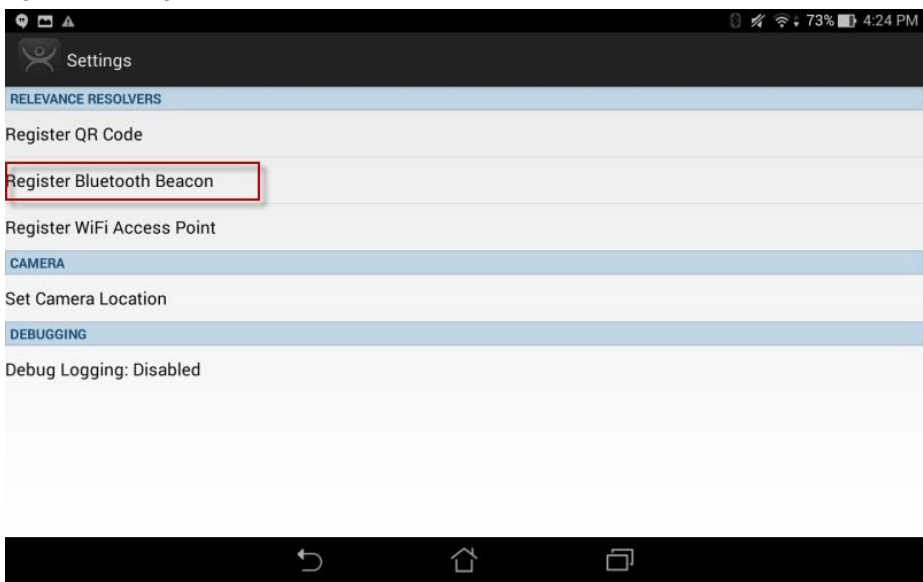 73% 4:24 PM
Settings
RELEVANCE RESOLVERS
Register QR Code
Register Bluetooth Beacon
Register WiFi Access Point
CAMERA
Set Camera Location
DEBUGGING
Debug Logging: Disabled